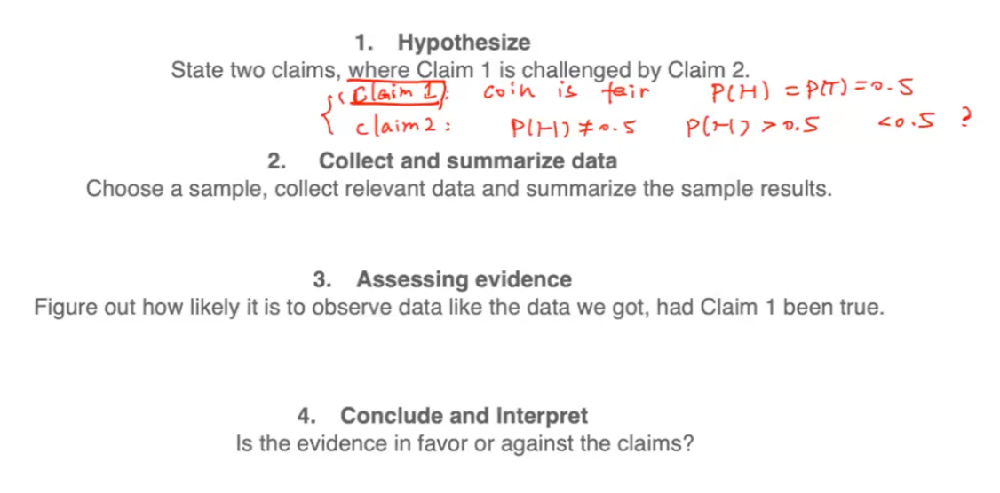 1. Hypothesize
State two claims, where Claim 1 is challenged by Claim 2.
Claim 1: coin is fair P(H) = P(T) = 0.5
claim 2: P(H) ≠ 0.5 P(H) > 0.5 < 0.5 ?
2. Collect and summarize data
Choose a sample, collect relevant data and summarize the sample results.
3. Assessing evidence
Figure out how likely it is to observe data like the data we got, had Claim 1 been true.
4. Conclude and Interpret
Is the evidence in favor or against the claims?